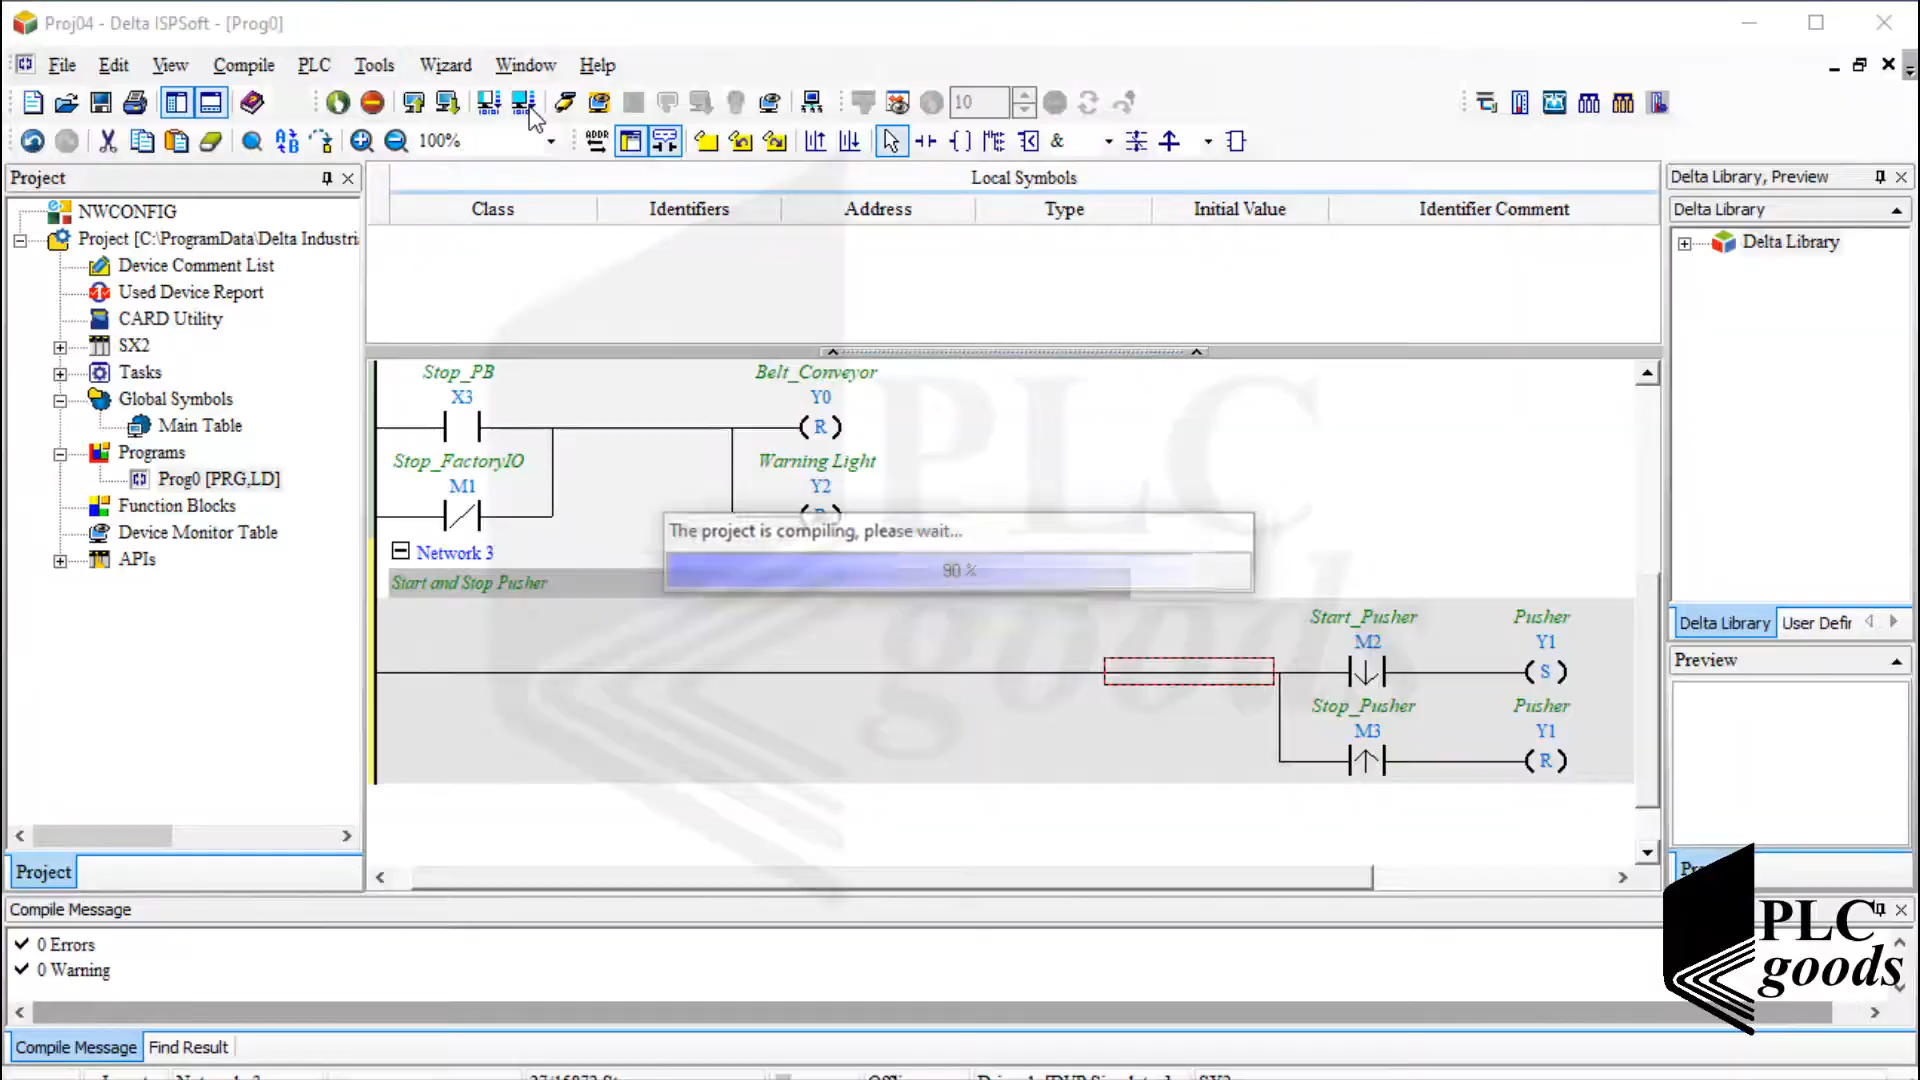 Proj04 - Delta ISPSoft - [Prog0]
File Edit View Compile PLC Tools Wizard Window Help
10
100% ADDR &
Project
NWCONFIG
Project [C:\ProgramData\Delta Industri
Device Comment List
Used Device Report
CARD Utility
SX2
Tasks
Global Symbols
Main Table
Programs
Prog0 [PRG,LD]
Function Blocks
Device Monitor Table
APIs
Project
Local Symbols
Class Identifiers Address Type Initial Value Identifier Comment
Stop_PB Belt_Conveyor
X3 Y0
R
Stop_FactoryIO Warning Light
M1 Y2
R
The project is compiling, please wait...
90 %
Network 3
Start and Stop Pusher
Start_Pusher Pusher
M2 Y1
S
Stop_Pusher Pusher
M3 Y1
R
Delta Library, Preview
Delta Library
Delta Library
Delta Library User Defin
Preview
Compile Message
0 Errors
0 Warning
Compile Message Find Result
PLC
goods
PLC
goods